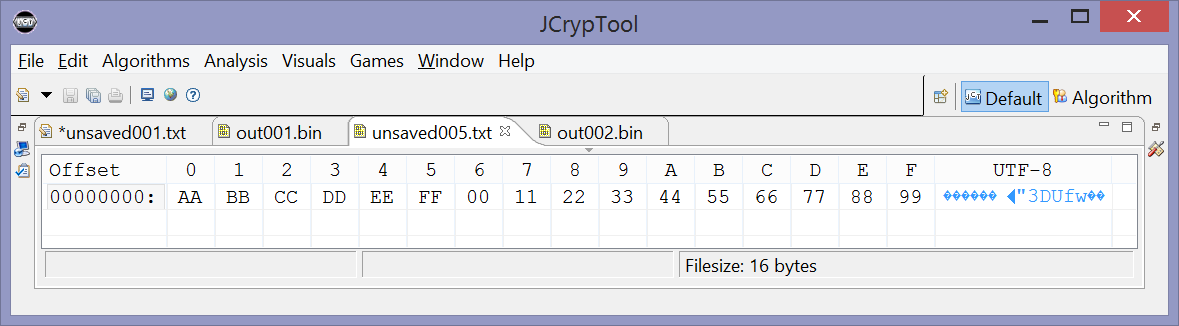 JCrypTool
File Edit Algorithms Analysis Visuals Games Window Help
Default Algorithm
*unsaved001.txt out001.bin unsaved005.txt out002.bin
Offset 0 1 2 3 4 5 6 7 8 9 A B C D E F UTF-8
00000000: AA BB CC DD EE FF 00 11 22 33 44 55 66 77 88 99 ������ ◀"3DUfw��
Filesize: 16 bytes